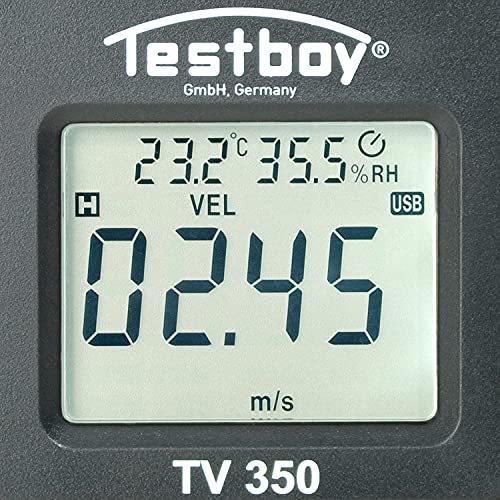 Testboy®
GmbH, Germany
23.2°C 35.5%RH
H VEL USB
02.45
m/s
TV 350